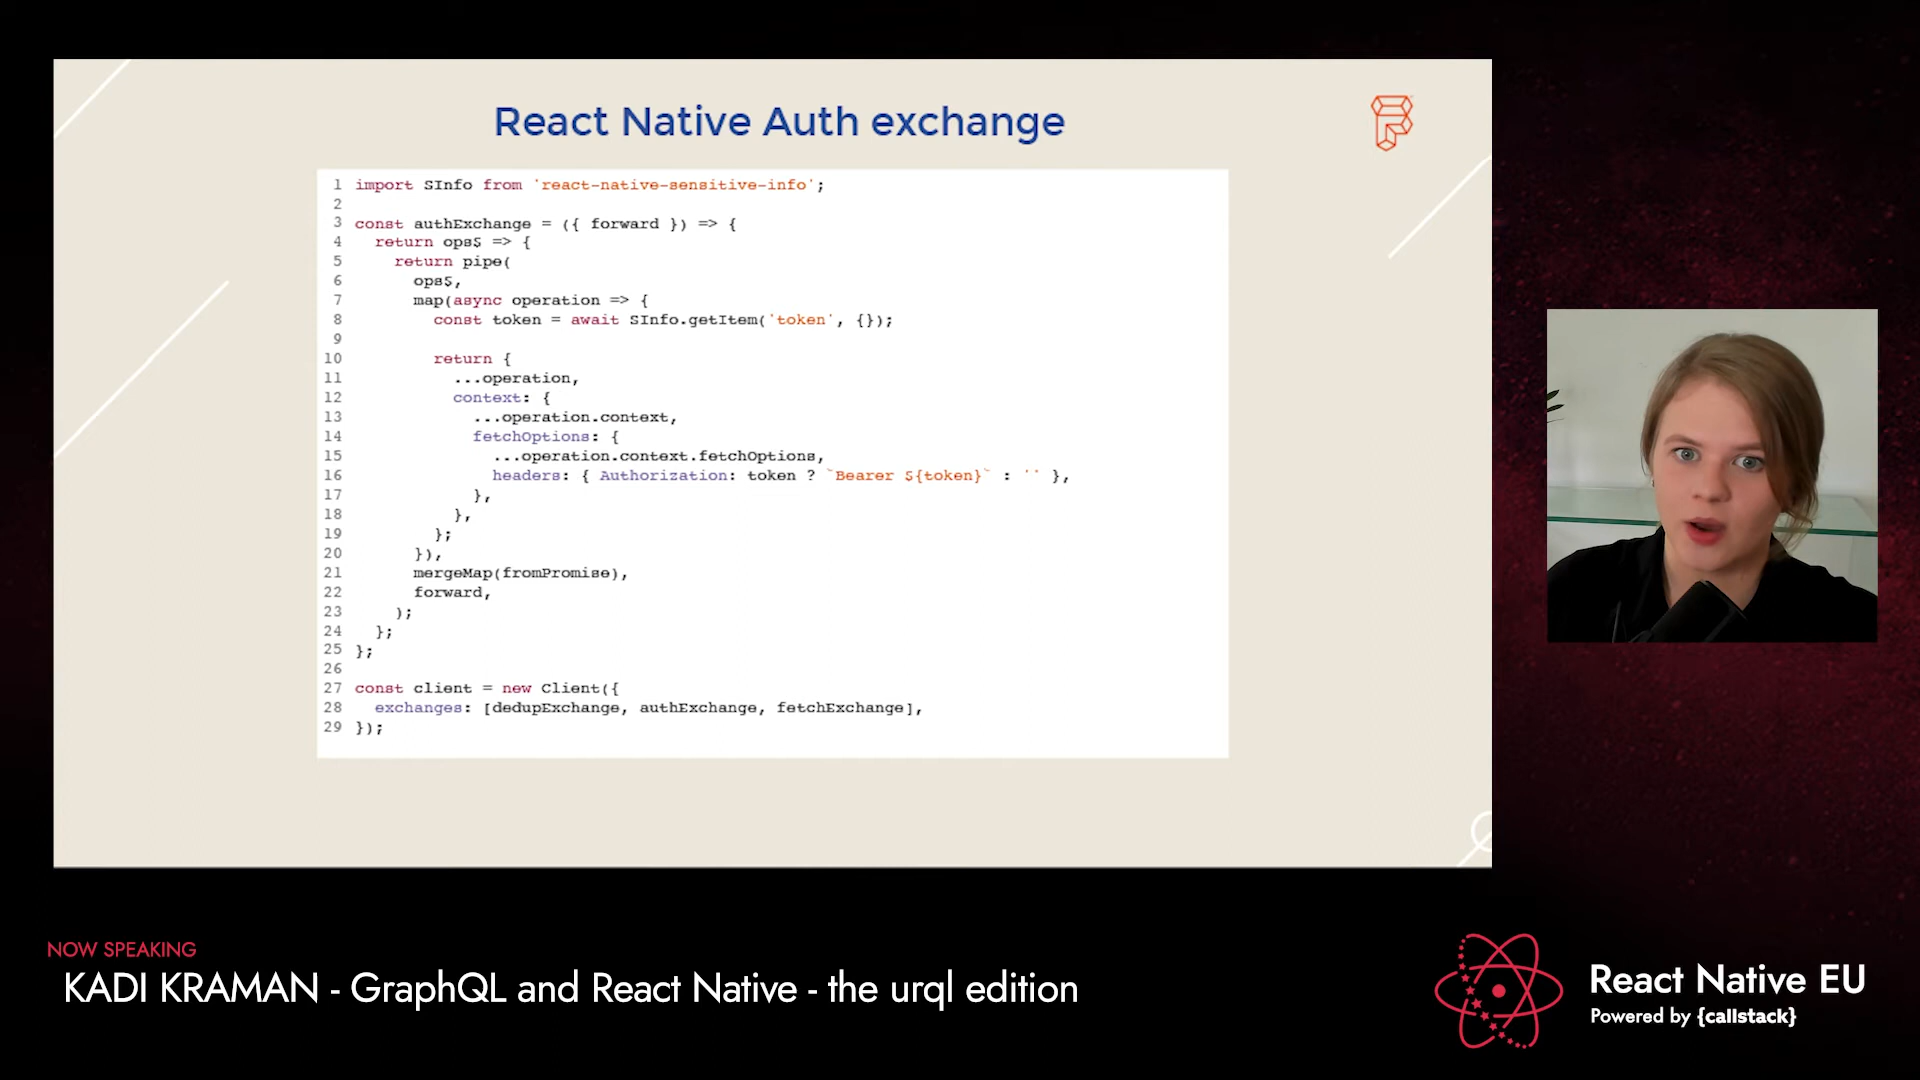 React Native Auth exchange
1 import SInfo from 'react-native-sensitive-info';
2
3 const authExchange = ({ forward }) => {
4   return ops$ => {
5     return pipe(
6       ops$,
7       map(async operation => {
8         const token = await SInfo.getItem('token', {});
9
10         return {
11           ...operation,
12           context: {
13             ...operation.context,
14             fetchOptions: {
15               ...operation.context.fetchOptions,
16               headers: { Authorization: token ? `Bearer ${token}` : '' },
17             },
18           },
19         };
20       }),
21       mergeMap(fromPromise),
22       forward,
23     );
24   };
25 };
26
27 const client = new Client({
28   exchanges: [dedupExchange, authExchange, fetchExchange],
29 });
NOW SPEAKING
KADI KRAMAN - GraphQL and React Native - the urql edition
React Native EU
Powered by {callstack}